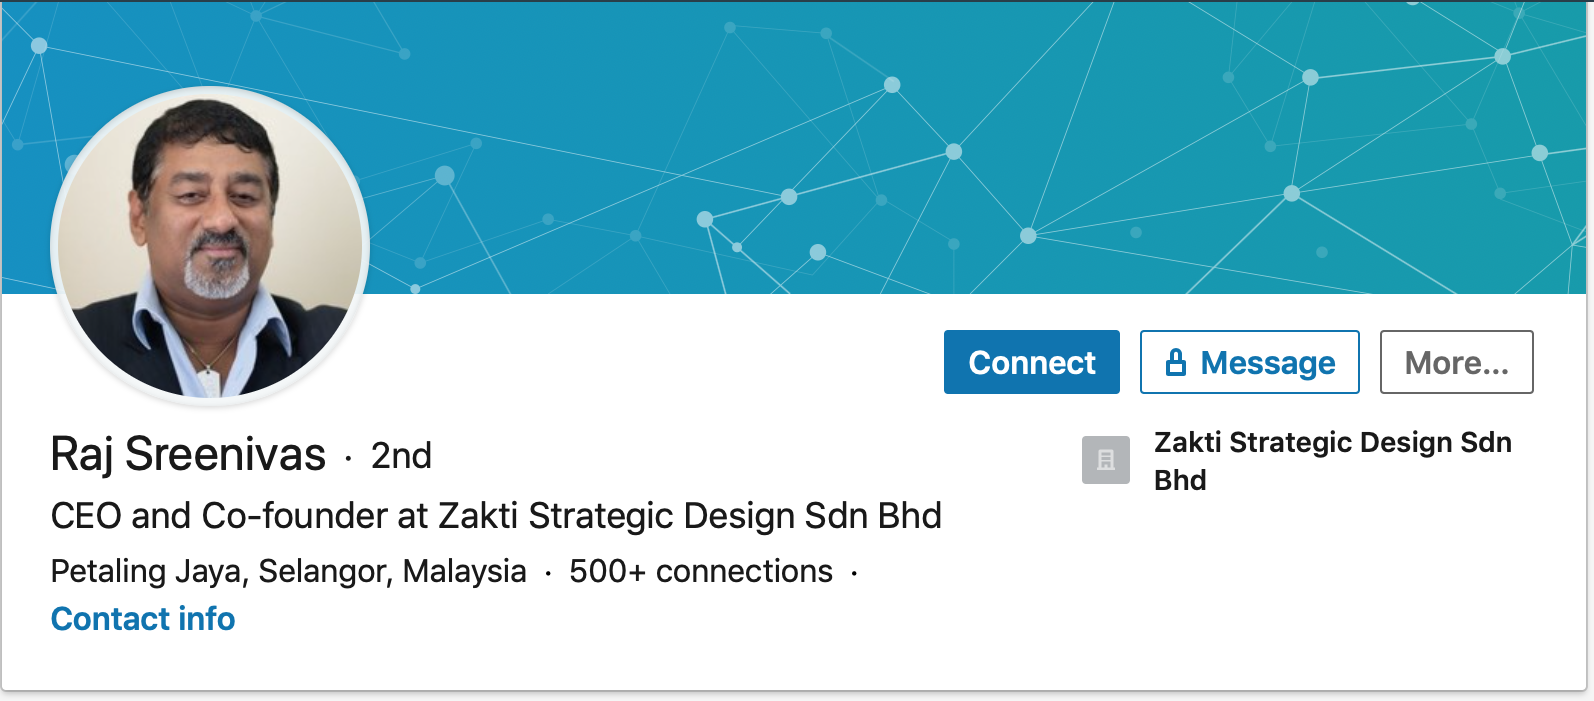 Connect
Message
More...
Raj Sreenivas · 2nd
CEO and Co-founder at Zakti Strategic Design Sdn Bhd
Petaling Jaya, Selangor, Malaysia · 500+ connections ·
Contact info
Zakti Strategic Design Sdn
Bhd